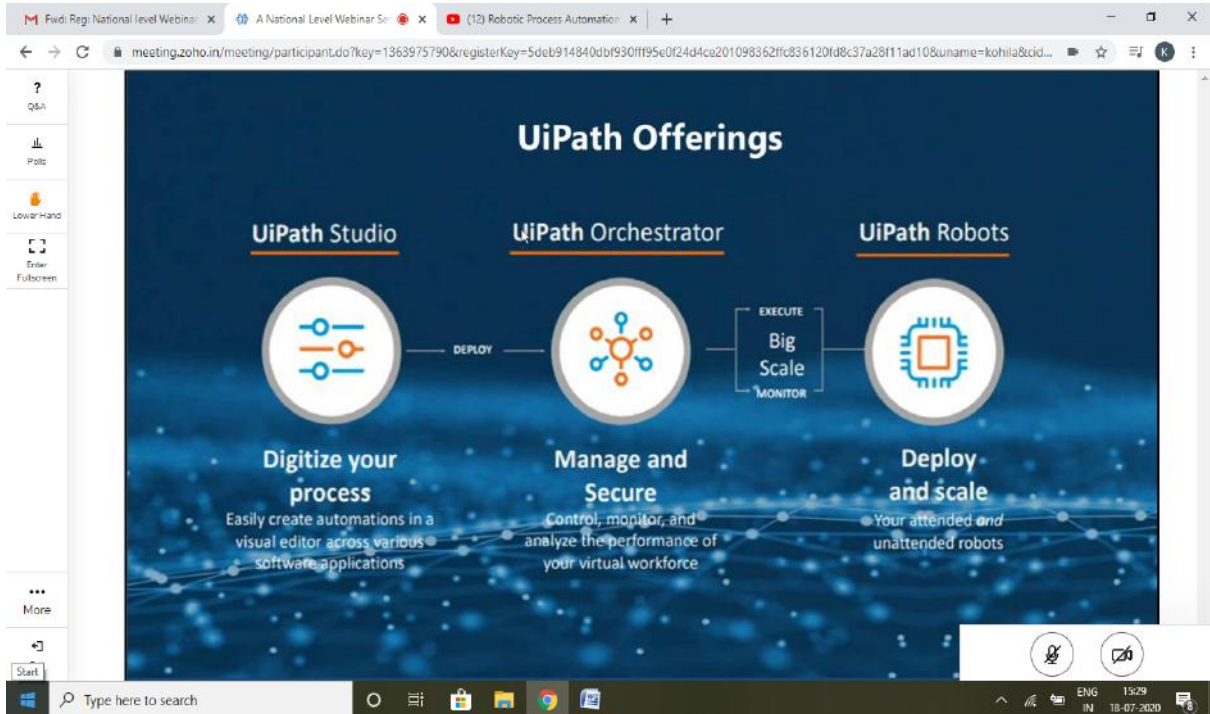 Fwd: Reg: National level Webinar
A National Level Webinar Se
(12) Robotic Process Automation
meeting.zoho.in/meeting/participant.do?key=1363975790&registerKey=5deb914840dbf930fff95e0f24d4ce201098362ffc836120fd8c37a28f11ad10&uname=kohila&cid...
K
?
Q&A
Polls
Lower Hand
Enter
Fullscreen
UiPath Offerings
UiPath Studio
UiPath Orchestrator
UiPath Robots
DEPLOY
EXECUTE
Big
Scale
MONITOR
Digitize your
process
Easily create automations in a
visual editor across various
software applications
Manage and
Secure
Control, monitor, and
analyze the performance of
your virtual workforce
Deploy
and scale
Your attended and
unattended robots
More
Start
Type here to search
ENG
IN
15:29
18-07-2020
8